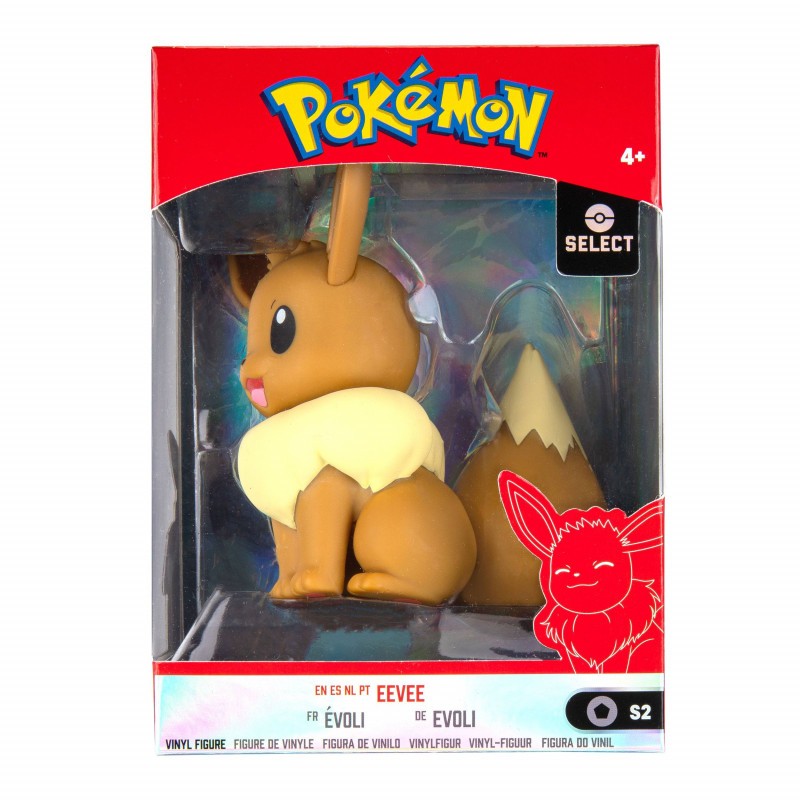 POKéMON
TM
4+
SELECT
EN ES NL PT EEVEE
FR ÉVOLI DE EVOLI
S2
VINYL FIGURE FIGURE DE VINYLE FIGURA DE VINILO VINYLFIGUR VINYL-FIGUUR FIGURA DO VINIL